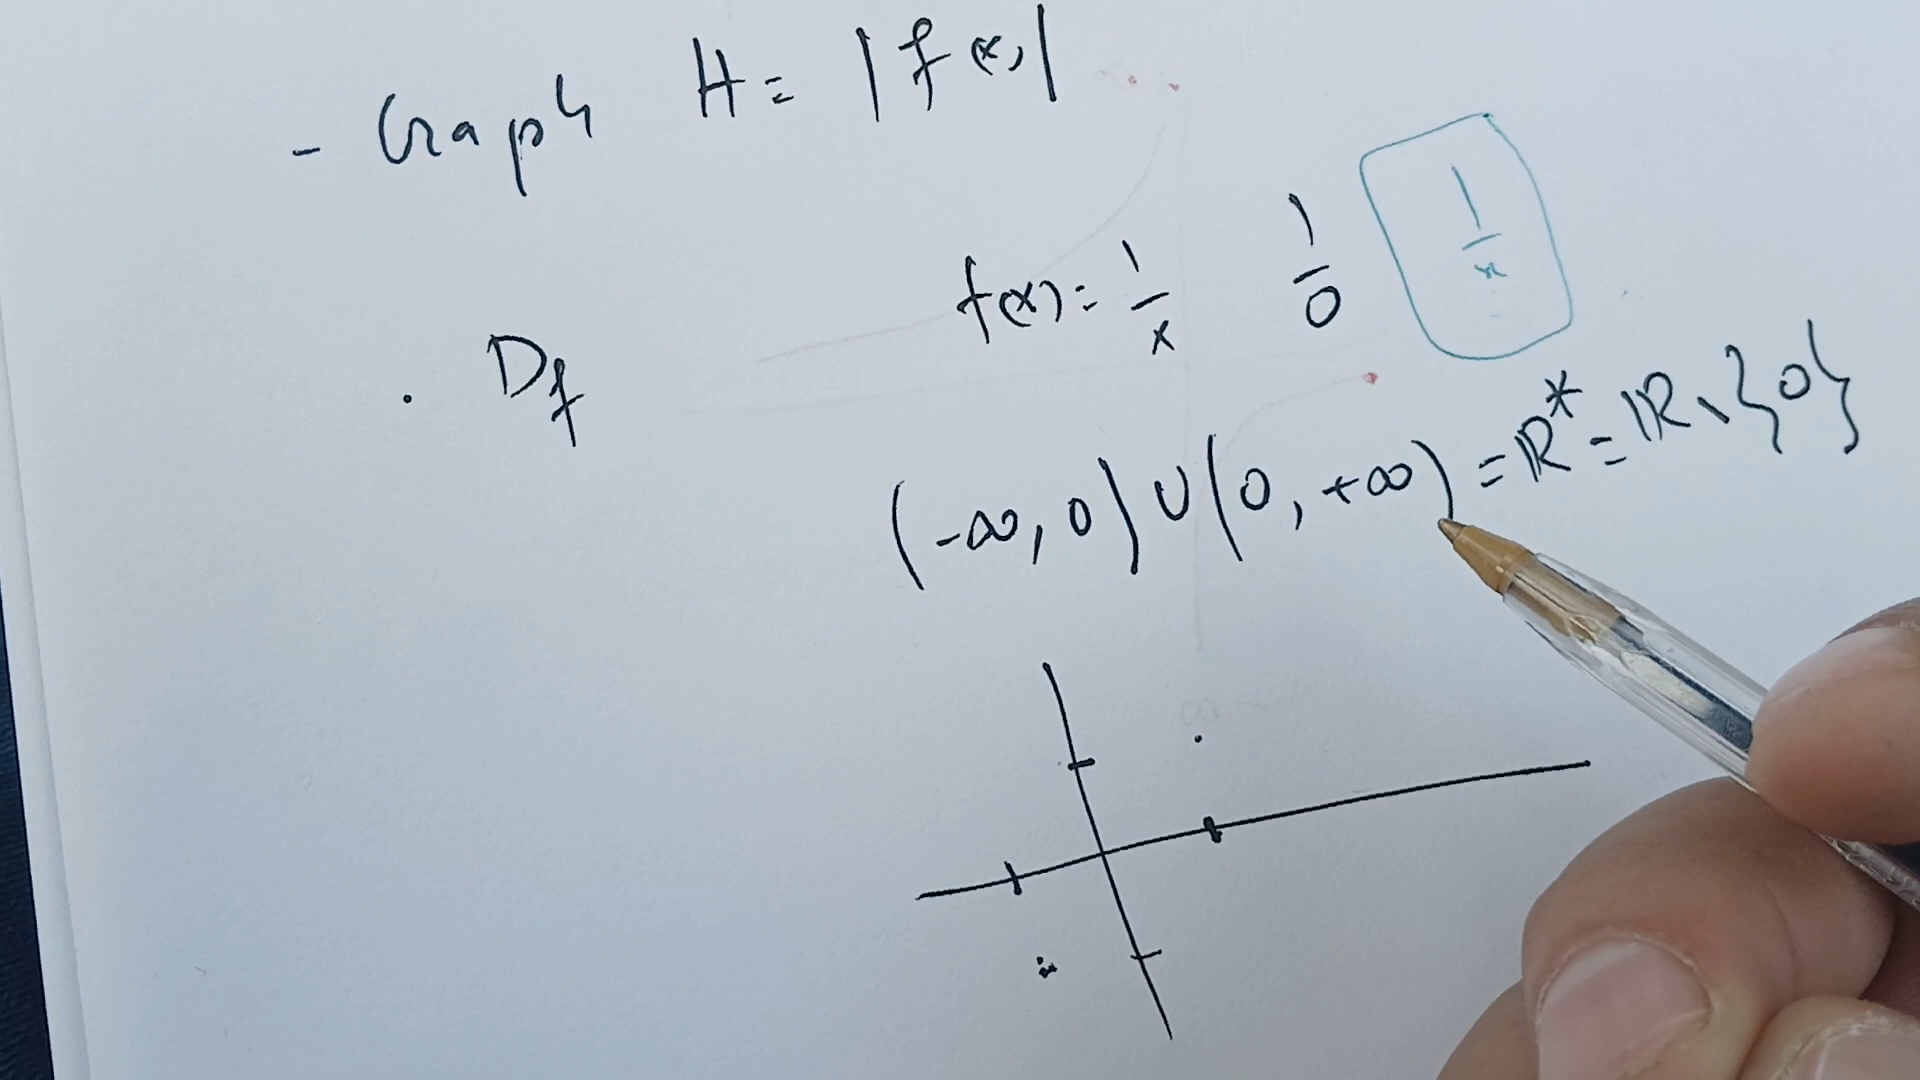 - Graph H = |f(x)|
f(x) = 1/x 1/0 1/x
. Df
(-∞, 0) ∪ (0, +∞) = ℝ* = ℝ \ {0}